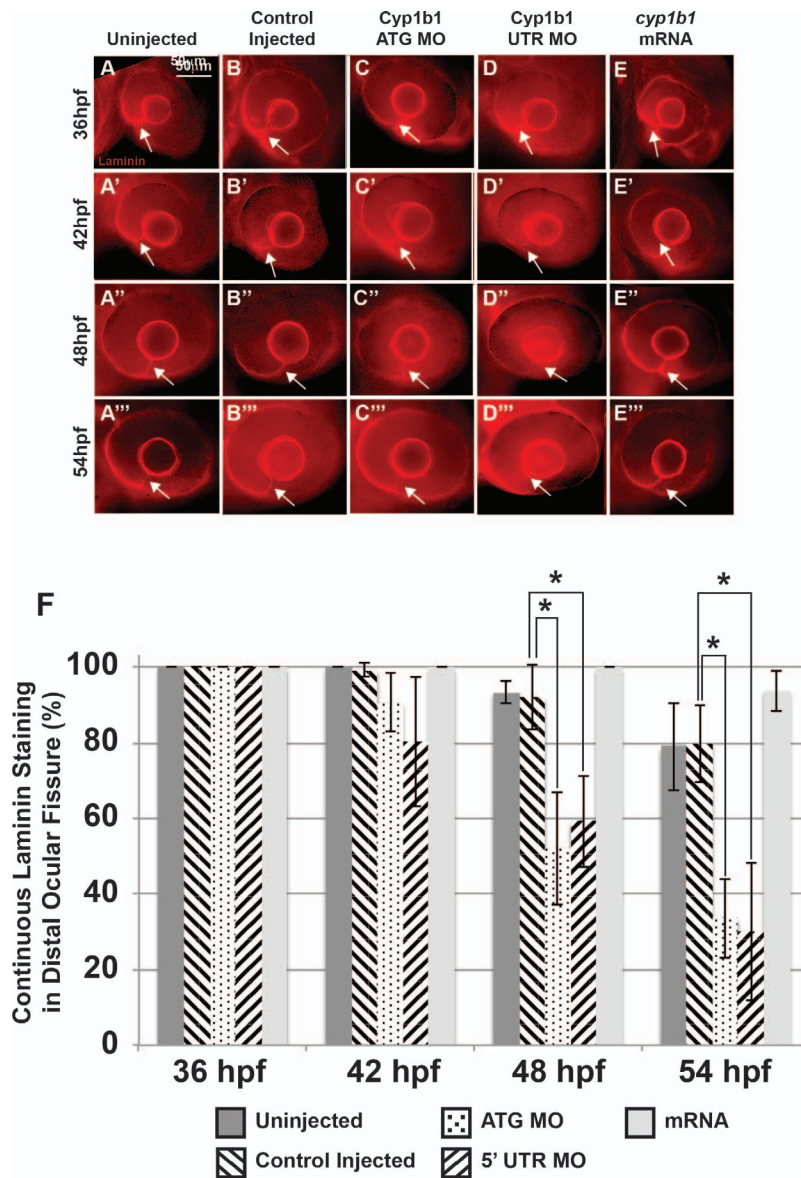 Uninjected
Control
Injected
Cyp1b1
ATG MO
Cyp1b1
UTR MO
cyp1b1
mRNA
36hpf
A
50µm
50µm
Laminin
B
C
D
E
42hpf
A'
B'
C'
D'
E'
48hpf
A''
B''
C''
D''
E''
54hpf
A'''
B'''
C'''
D'''
E'''
F
Continuous Laminin Staining
in Distal Ocular Fissure (%)
* *
* *
100
80
60
40
20
0
36 hpf 42 hpf 48 hpf 54 hpf
Uninjected ATG MO mRNA
Control Injected 5' UTR MO